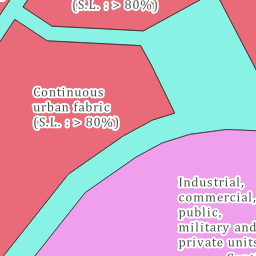 (S.L. : > 80%)
Continuous
urban fabric
(S.L. : > 80%)
Industrial,
commercial,
public,
military and
private units